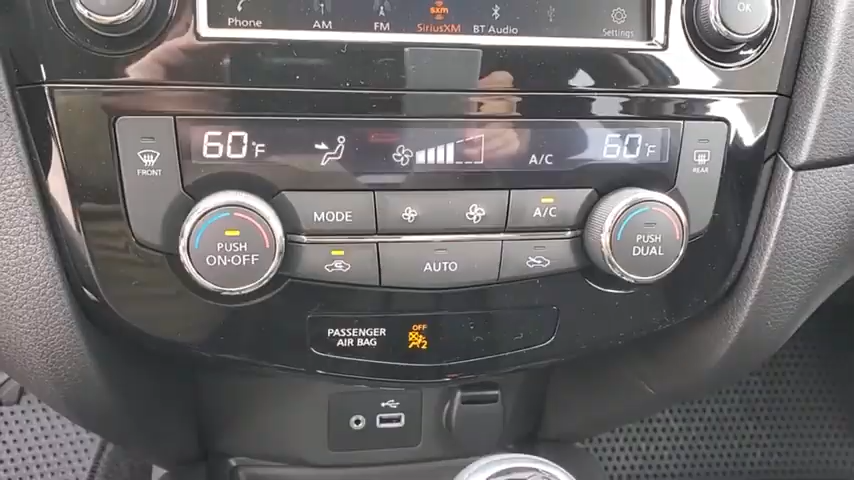 sxm
OK
Phone AM FM SiriusXM BT Audio Settings
60°F A/C 60°F
FRONT
REAR
MODE A/C
PUSH
ON·OFF
PUSH
DUAL
AUTO
PASSENGER
AIR BAG
OFF
2